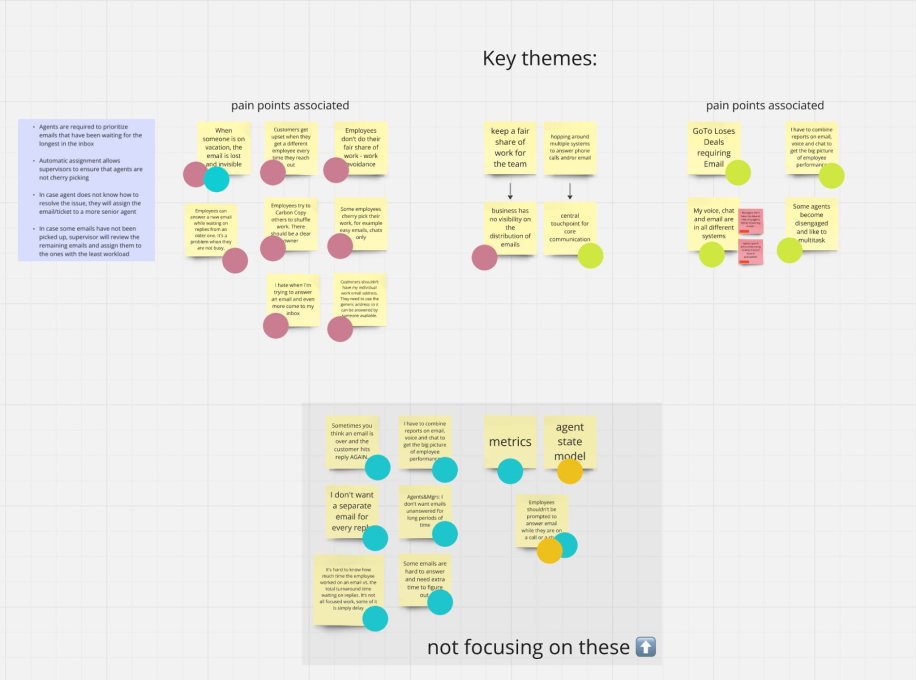 Key themes:
pain points associated
pain points associated
• Agents are required to prioritize
emails that have been waiting for the
longest in the inbox
• Automatic assignment allows
supervisors to ensure that agents are
not cherry picking
• In case agent does not know how to
resolve the issue, they will assign the
email/ticket to a more senior agent
• In case some emails have not been
picked up, supervisor will review the
remaining emails and assign them to
the ones with the least workload
When
someone is on
vacation, the
email is lost
and invisible
Customers get
upset when they
get a different
employee every
time they reach
out
Employees
don't do their
fair share of
work - work
avoidance
Employees can
answer a new email
while waiting on
replies from an
older one. It's a
problem when they
are not busy.
Employees try to
Carbon Copy
others to shuffle
work. There
should be a clear
owner
Some employees
cherry pick their
work, for example
easy emails, chats
only
I hate when I'm
trying to answer
an email and even
more come to my
inbox
Customers shouldn't
have my individual
work email address.
They need to use the
generic address so it
can be answered by
someone available.
keep a fair
share of
work for
the team
hopping around
multiple systems
to answer phone
calls and/or email
business has
no visibility on
the
distribution of
emails
central
touchpoint for
core
communication
GoTo Loses
Deals
requiring
Email
I have to combine
reports on email,
voice and chat to
get the big picture
of employee
performance
My voice, chat
and email are
in all different
systems
Some agents
become
disengaged
and like to
multitask
Sometimes you
think an email is
over and the
customer hits
reply AGAIN
I have to combine
reports on email,
voice and chat to
get the big picture
of employee
performance
metrics
agent
state
model
I don't want
a separate
email for
every reply
Agents&Mgrs: I
don't want emails
unanswered for
long periods of
time
Employees
shouldn't be
prompted to
answer email
while they are on
a call or a
It's hard to know how
much time the employee
worked on an email vs. the
total turnaround time
waiting on replies. It's not
all focused work, some of it
is simply delay
Some emails are
hard to answer
and need extra
time to figure
out
not focusing on these